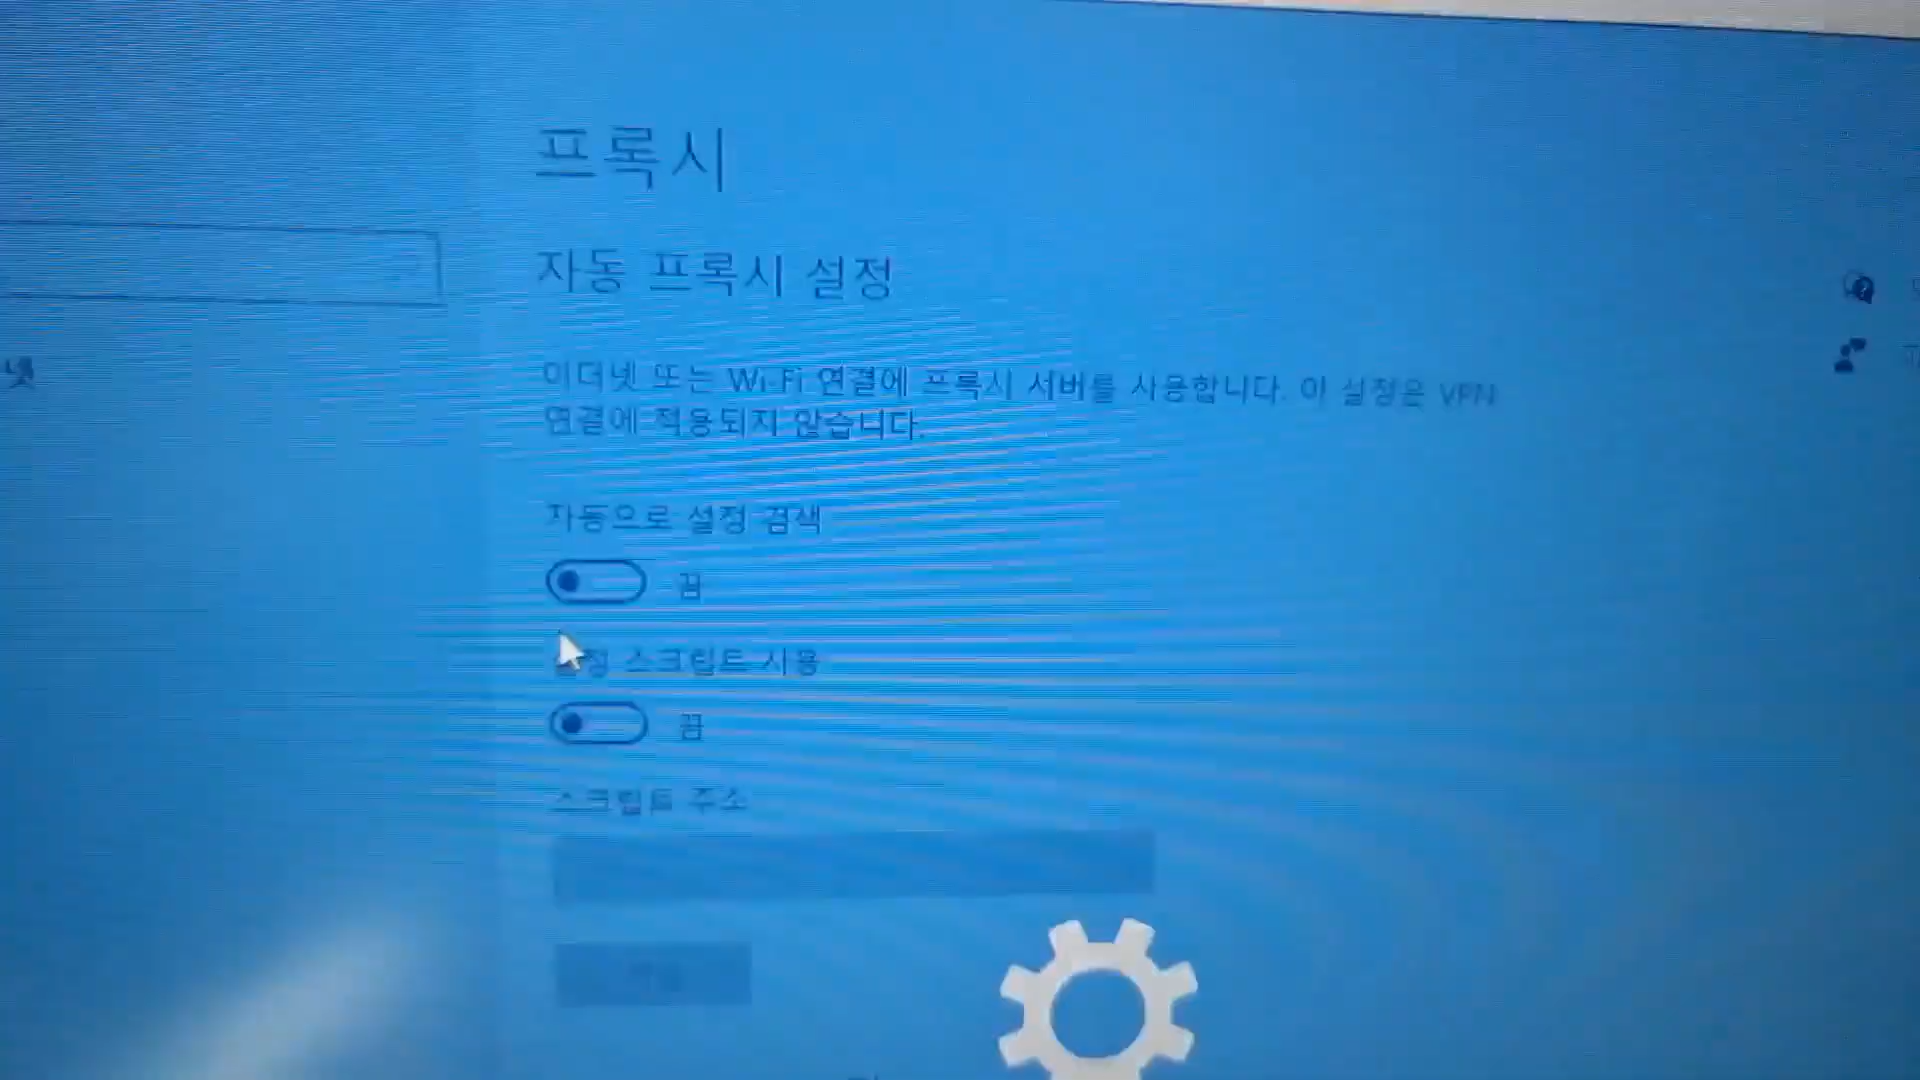 프록시
자동 프록시 설정
넷
이더넷 또는 Wi-Fi 연결에 프록시 서버를 사용합니다. 이 설정은 VPN
연결에 적용되지 않습니다.
자동으로 설정 검색
끔
설정 스크립트 사용
끔
스크립트 주소